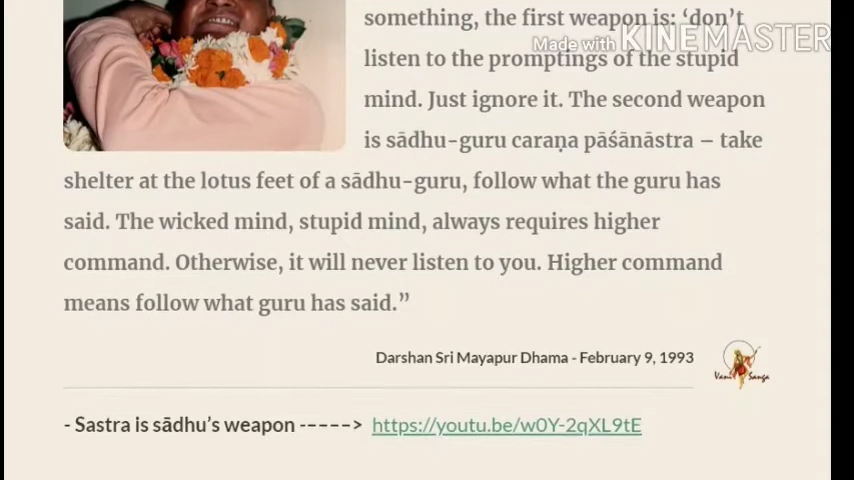 something, the first weapon is: ‘don’t
Made with KINEMASTER
listen to the promptings of the stupid
mind. Just ignore it. The second weapon
is sādhu-guru caraṇa pāśānāstra – take
shelter at the lotus feet of a sādhu-guru, follow what the guru has
said. The wicked mind, stupid mind, always requires higher
command. Otherwise, it will never listen to you. Higher command
means follow what guru has said.”
Darshan Sri Mayapur Dhama - February 9, 1993
Vani Sanga
- Sastra is sādhu’s weapon -----> https://youtu.be/w0Y-2qXL9tE